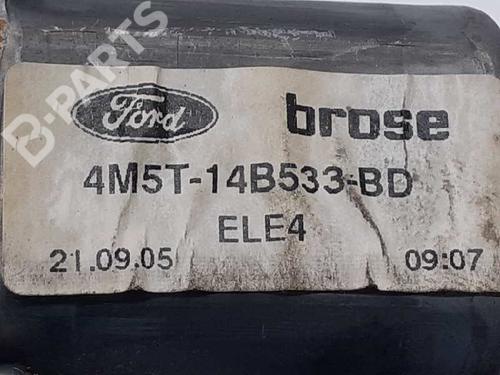 B-PARTS
Ford brose
4M5T-14B533-BD
ELE4
21.09.05 09:07